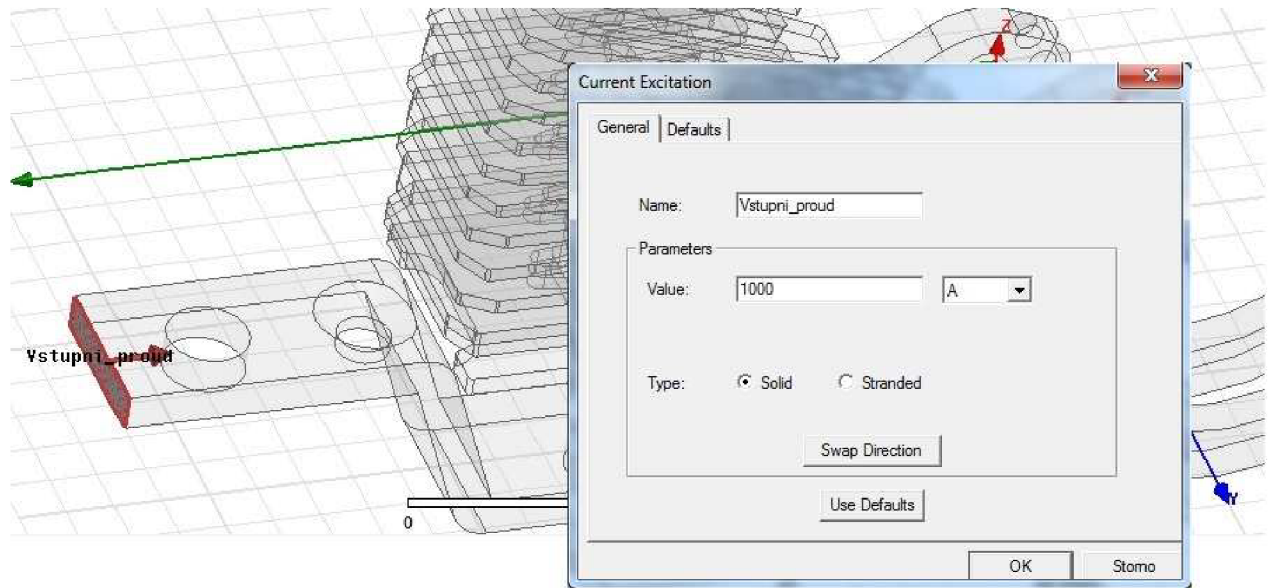 Z
Current Excitation
General Defaults
Name: Vstupni_proud
Parameters
Value: 1000 A
Vstupni_proud
Type: Solid Stranded
Swap Direction
Y
Use Defaults
0
OK Storno